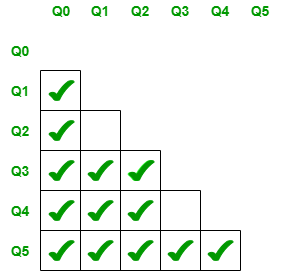 Q0 Q1 Q2 Q3 Q4 Q5
Q0
Q1 ✔
Q2 ✔
Q3 ✔ ✔ ✔
Q4 ✔ ✔ ✔
Q5 ✔ ✔ ✔ ✔ ✔